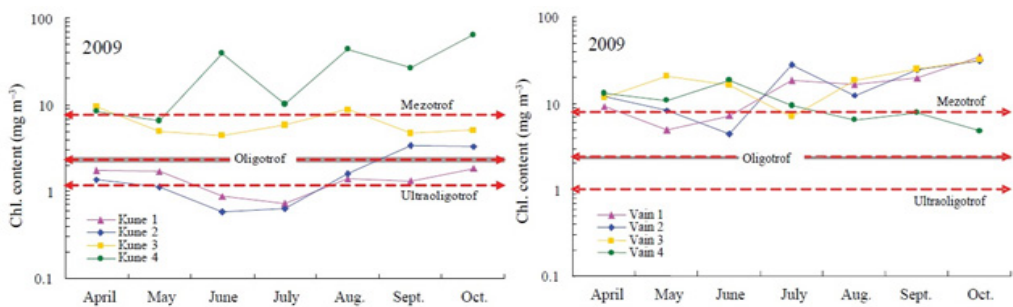 100
10
1
0.1
Chl. content (mg m⁻³)
2009
Mezotrof
Oligotrof
Ultraoligotrof
Kune 1
Kune 2
Kune 3
Kune 4
April May June July Aug. Sept. Oct.
100
10
1
0.1
Chl. content (mg m⁻³)
2009
Mezotrof
Oligotrof
Ultraoligotrof
Vain 1
Vain 2
Vain 3
Vain 4
April May June July Aug. Sept. Oct.